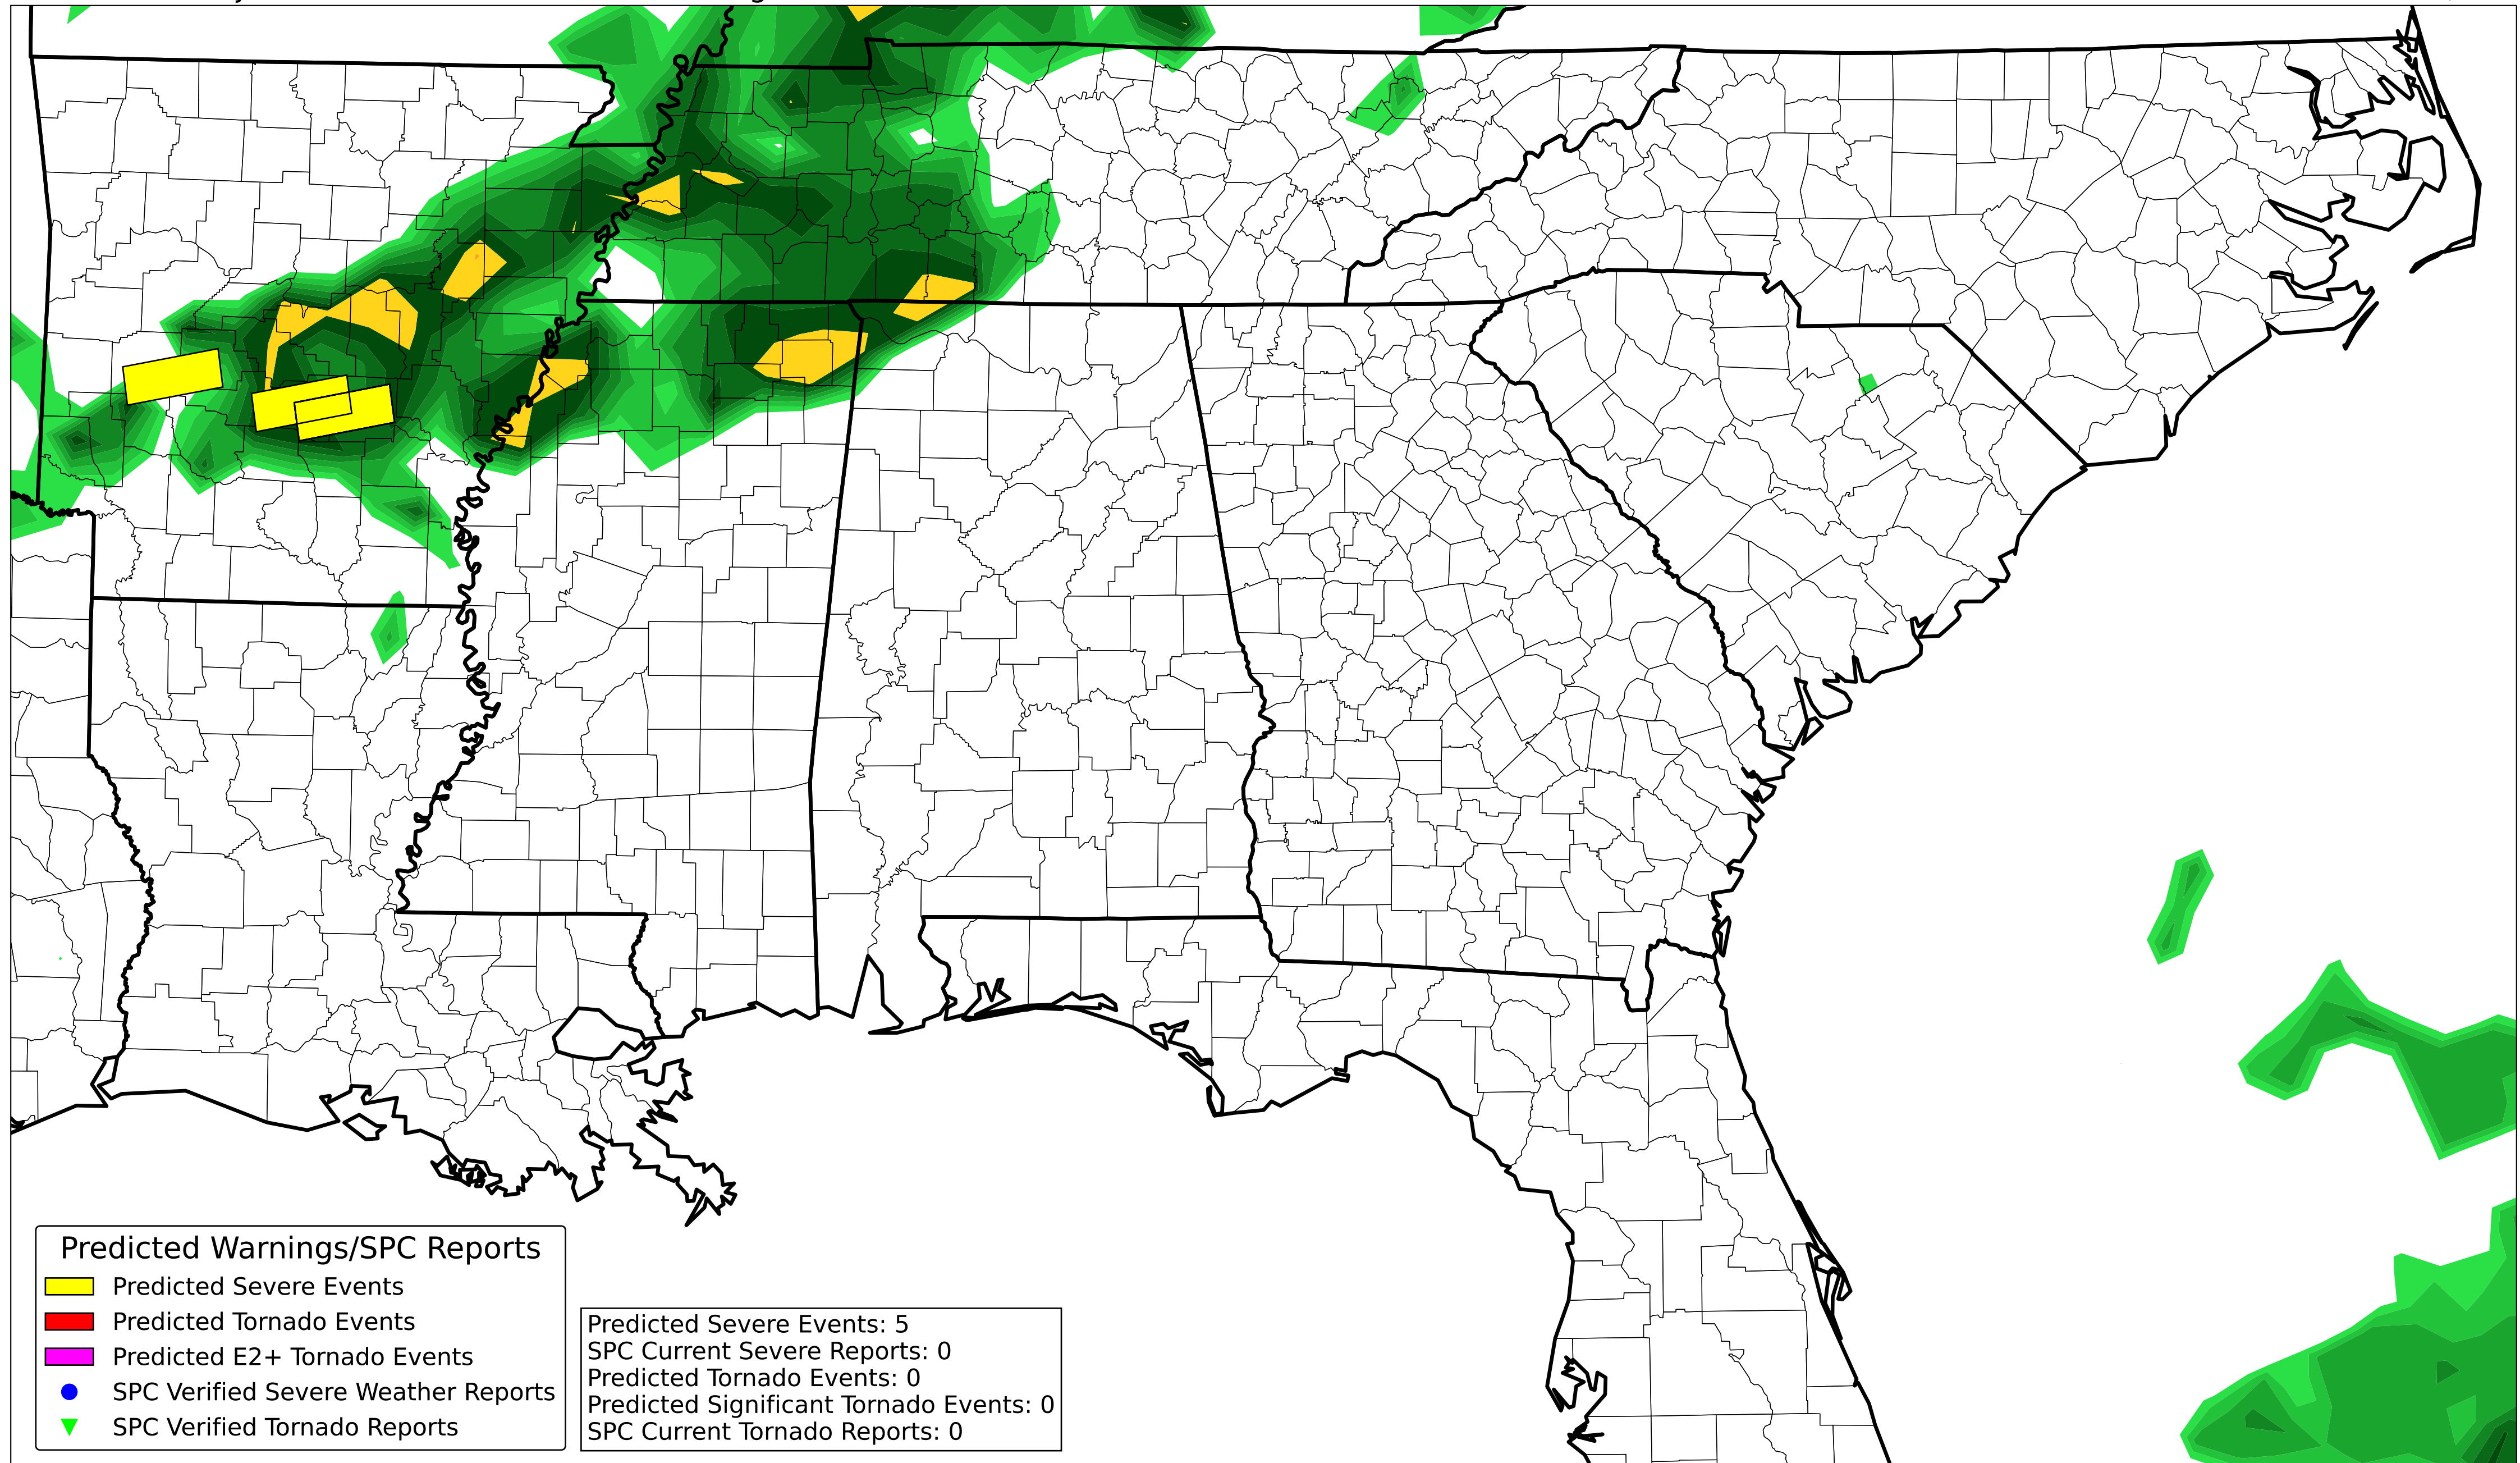 Predicted Warnings/SPC Reports
Predicted Severe Events
Predicted Tornado Events
Predicted E2+ Tornado Events
SPC Verified Severe Weather Reports
SPC Verified Tornado Reports
Predicted Severe Events: 5
SPC Current Severe Reports: 0
Predicted Tornado Events: 0
Predicted Significant Tornado Events: 0
SPC Current Tornado Reports: 0